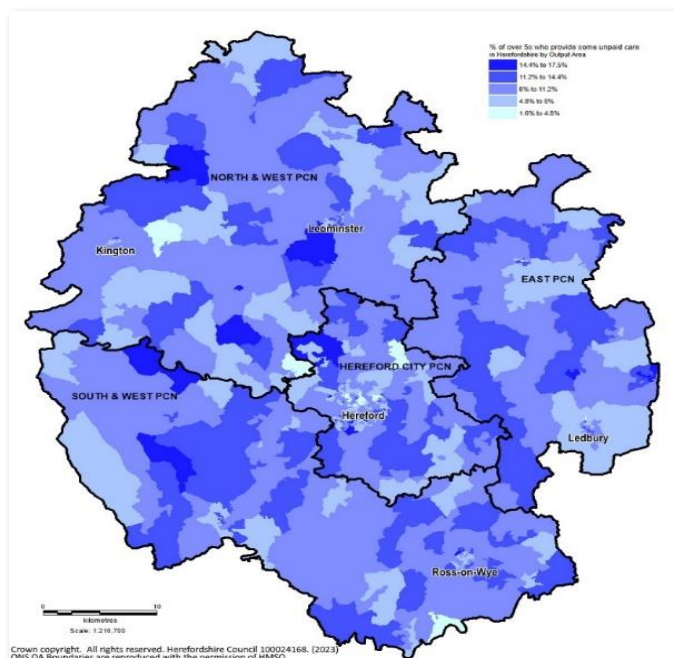 % of over 5s who provide some unpaid care
in Herefordshire by Output Area
14.4% to 17.5%
11.2% to 14.4%
8% to 11.2%
4.8% to 8%
1.6% to 4.8%
NORTH & WEST PCN
Leominster
Kington
EAST PCN
HEREFORD CITY PCN
SOUTH & WEST PCN
Hereford
Ledbury
Ross-on-Wye
0 10
kilometres
Scale: 1:210,700
Crown copyright. All rights reserved. Herefordshire Council 100024168. (2023)
ONS OA Boundaries are reproduced with the permission of HMSO